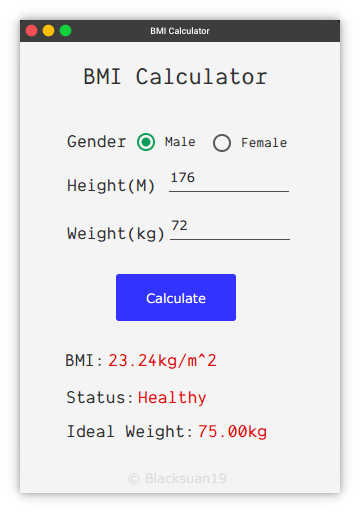 BMI Calculator
BMI Calculator
Gender Male Female
Height(M) 176
Weight(kg) 72
Calculate
BMI: 23.24kg/m^2
Status: Healthy
Ideal Weight: 75.00kg
© Blacksuan19